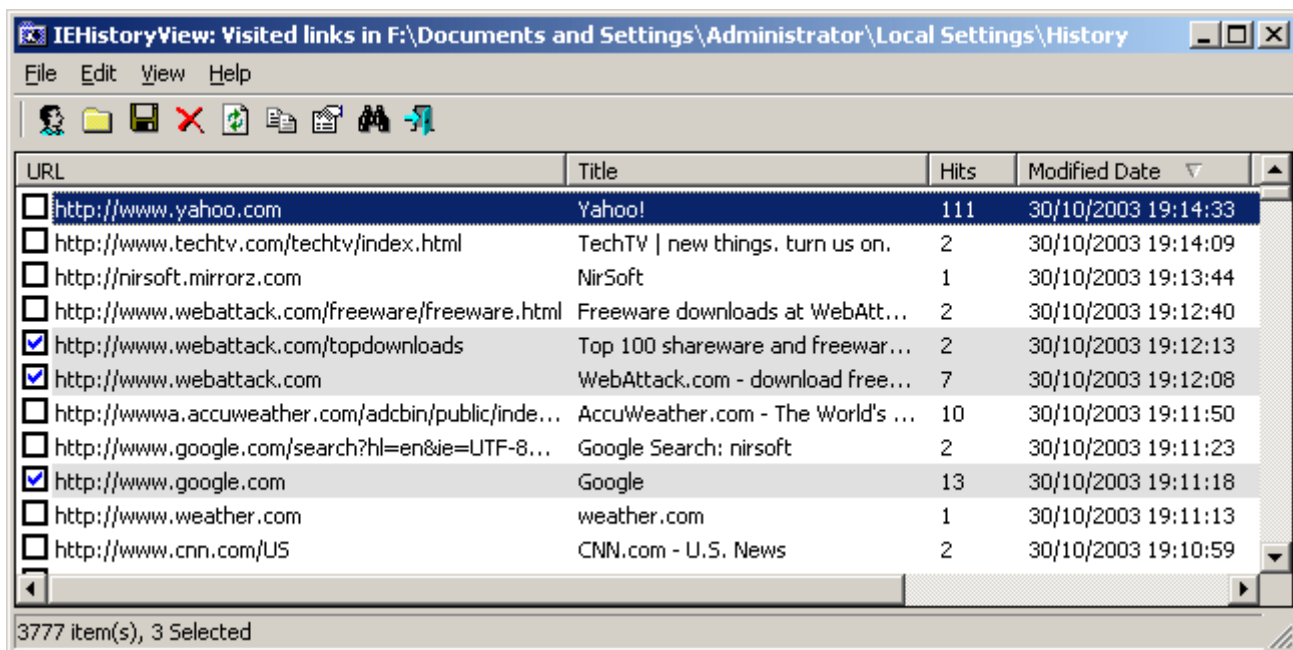 IEHistoryView: Visited links in F:\Documents and Settings\Administrator\Local Settings\History
File Edit View Help
URL Title Hits Modified Date
http://www.yahoo.com Yahoo! 111 30/10/2003 19:14:33
http://www.techtv.com/techtv/index.html TechTV | new things. turn us on. 2 30/10/2003 19:14:09
http://nirsoft.mirrorz.com NirSoft 1 30/10/2003 19:13:44
http://www.webattack.com/freeware/freeware.html Freeware downloads at WebAtt... 2 30/10/2003 19:12:40
http://www.webattack.com/topdownloads Top 100 shareware and freewar... 2 30/10/2003 19:12:13
http://www.webattack.com WebAttack.com - download free... 7 30/10/2003 19:12:08
http://wwwa.accuweather.com/adcbin/public/inde... AccuWeather.com - The World's ... 10 30/10/2003 19:11:50
http://www.google.com/search?hl=en&ie=UTF-8... Google Search: nirsoft 2 30/10/2003 19:11:23
http://www.google.com Google 13 30/10/2003 19:11:18
http://www.weather.com weather.com 1 30/10/2003 19:11:13
http://www.cnn.com/US CNN.com - U.S. News 2 30/10/2003 19:10:59
3777 item(s), 3 Selected